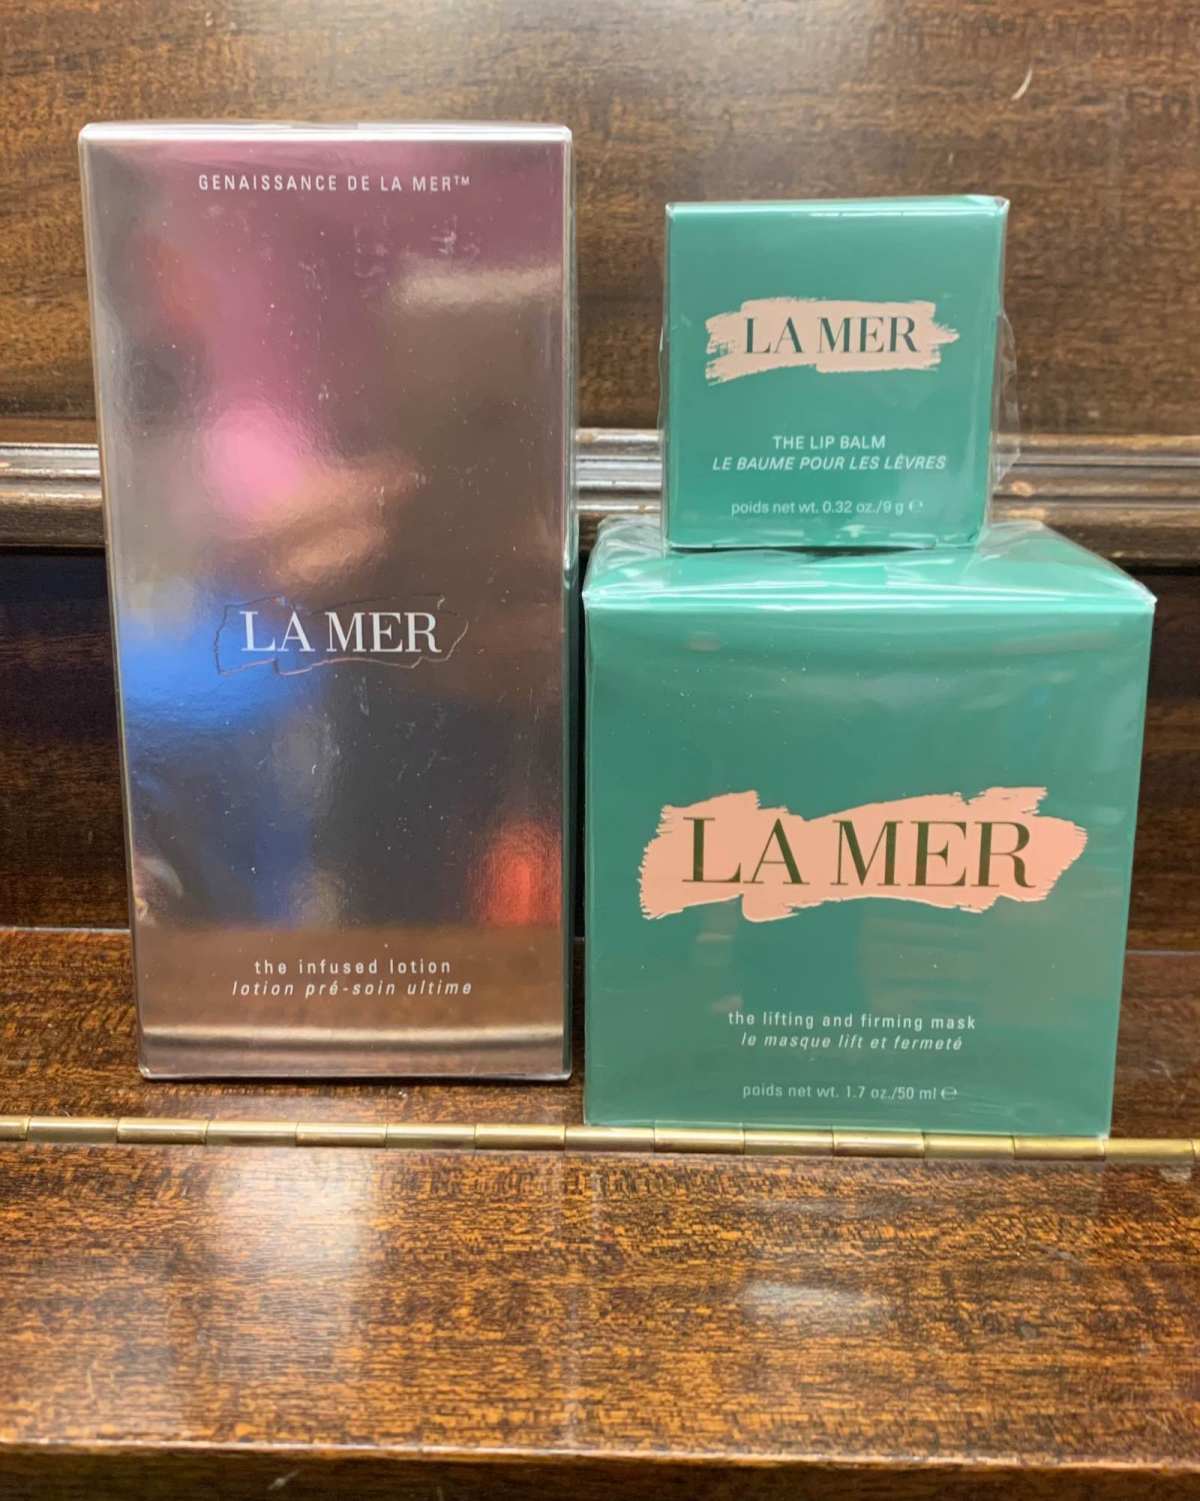 GENAISSANCE DE LA MER™
LA MER
the infused lotion
lotion pré-soin ultime
LA MER
THE LIP BALM
LE BAUME POUR LES LÈVRES
poids net wt. 0.32 oz./9 g ℮
LA MER
the lifting and firming mask
le masque lift et fermeté
poids net wt. 1.7 oz./50 ml ℮